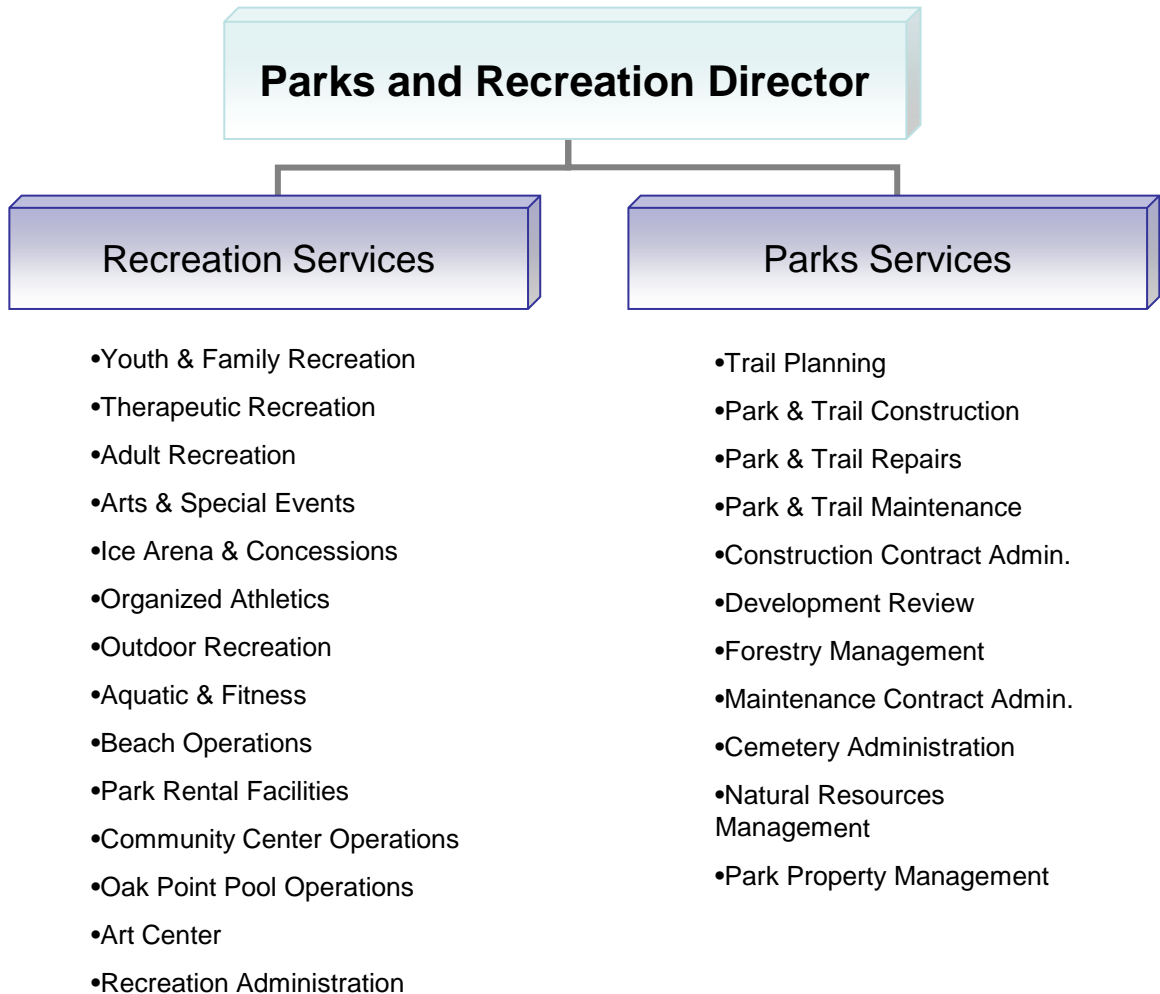 Parks and Recreation Director
Recreation Services
•Youth & Family Recreation
•Therapeutic Recreation
•Adult Recreation
•Arts & Special Events
•Ice Arena & Concessions
•Organized Athletics
•Outdoor Recreation
•Aquatic & Fitness
•Beach Operations
•Park Rental Facilities
•Community Center Operations
•Oak Point Pool Operations
•Art Center
•Recreation Administration
Parks Services
•Trail Planning
•Park & Trail Construction
•Park & Trail Repairs
•Park & Trail Maintenance
•Construction Contract Admin.
•Development Review
•Forestry Management
•Maintenance Contract Admin.
•Cemetery Administration
•Natural Resources
Management
•Park Property Management